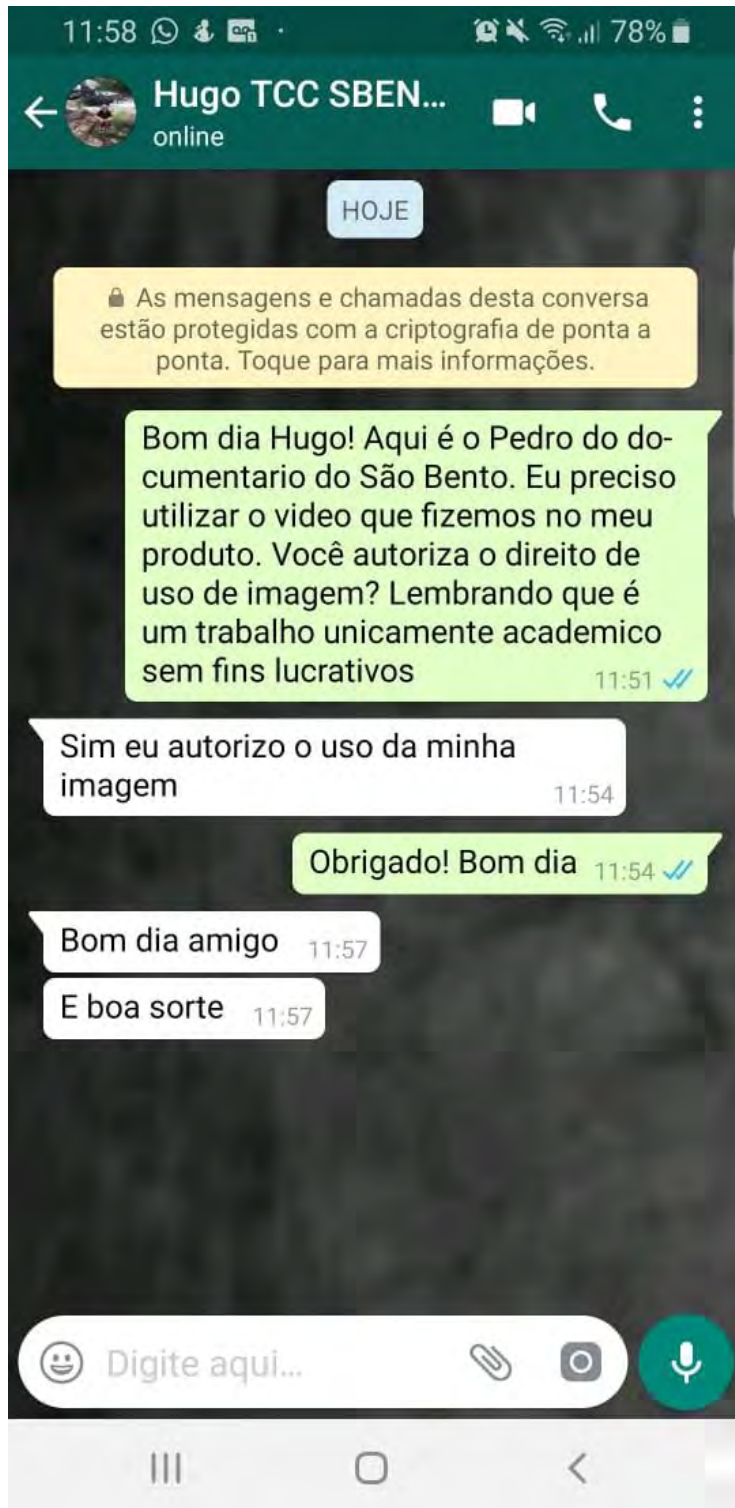 11:58 78%
Hugo TCC SBEN...
online
HOJE
As mensagens e chamadas desta conversa
estão protegidas com a criptografia de ponta a
ponta. Toque para mais informações.
Bom dia Hugo! Aqui é o Pedro do do-
cumentario do São Bento. Eu preciso
utilizar o video que fizemos no meu
produto. Você autoriza o direito de
uso de imagem? Lembrando que é
um trabalho unicamente academico
sem fins lucrativos 11:51
Sim eu autorizo o uso da minha
imagem 11:54
Obrigado! Bom dia 11:54
Bom dia amigo 11:57
E boa sorte 11:57
Digite aqui...